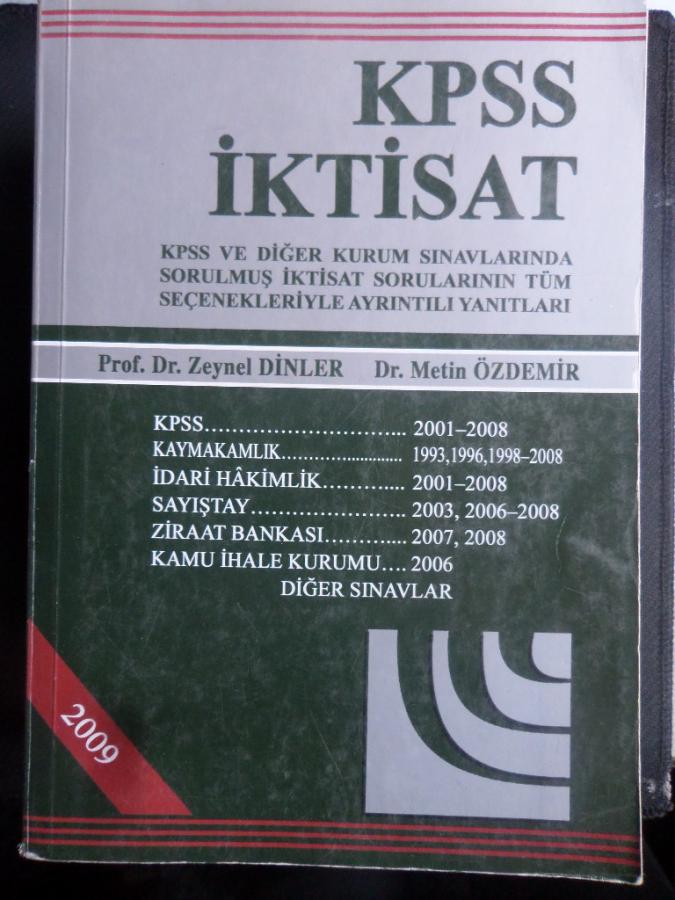 KPSS
İKTİSAT
KPSS VE DİĞER KURUM SINAVLARINDA
SORULMUŞ İKTİSAT SORULARININ TÜM
SEÇENEKLERİYLE AYRINTILI YANITLARI
Prof. Dr. Zeynel DİNLER Dr. Metin ÖZDEMİR
KPSS............................... 2001–2008
KAYMAKAMLIK............................ 1993,1996,1998–2008
İDARİ HÂKİMLİK............ 2001–2008
SAYIŞTAY....................... 2003, 2006–2008
ZİRAAT BANKASI............ 2007, 2008
KAMU İHALE KURUMU.... 2006
DİĞER SINAVLAR
2009